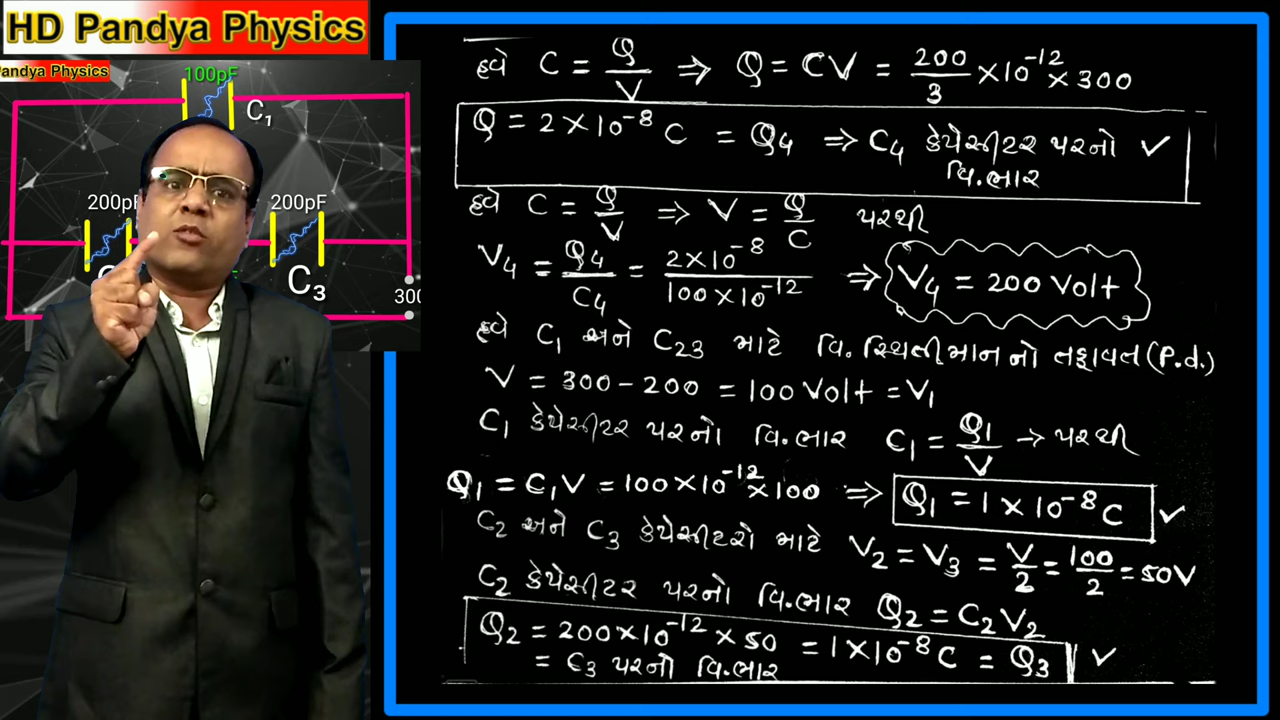 HD Pandya Physics
Pandya Physics
100pF
C₁
200pF
200pF
C₃
300
હવે C = Q/V ⇒ Q = CV = 200/3 × 10⁻¹² × 300
Q = 2 × 10⁻⁸ C = Q₄ ⇒ C₄ કેપેસીટર પરનો ✓
વિ.ભાર
હવે C = Q/V ⇒ V = Q/C પરથી
V₄ = Q₄/C₄ = 2×10⁻⁸/100×10⁻¹² ⇒ V₄ = 200 Volt
હવે C₁ અને C₂₃ માટે વિ. સ્થિતીમાન નો તફાવત (P.d.)
V = 300 – 200 = 100 Volt = V₁
C₁ કેપેસીટર પરનો વિ.ભાર C₁ = Q₁/V → પરથી
Q₁ = C₁V = 100×10⁻¹² × 100 ⇒ Q₁ = 1 × 10⁻⁸ C ✓
C₂ અને C₃ કેપેસીટરો માટે V₂ = V₃ = V/2 = 100/2 = 50V
C₂ કેપેસીટર પરનો વિ.ભાર Q₂ = C₂V₂
Q₂ = 200×10⁻¹² × 50 = 1×10⁻⁸ C = Q₃ ✓
= C₃ પરનો વિ.ભાર